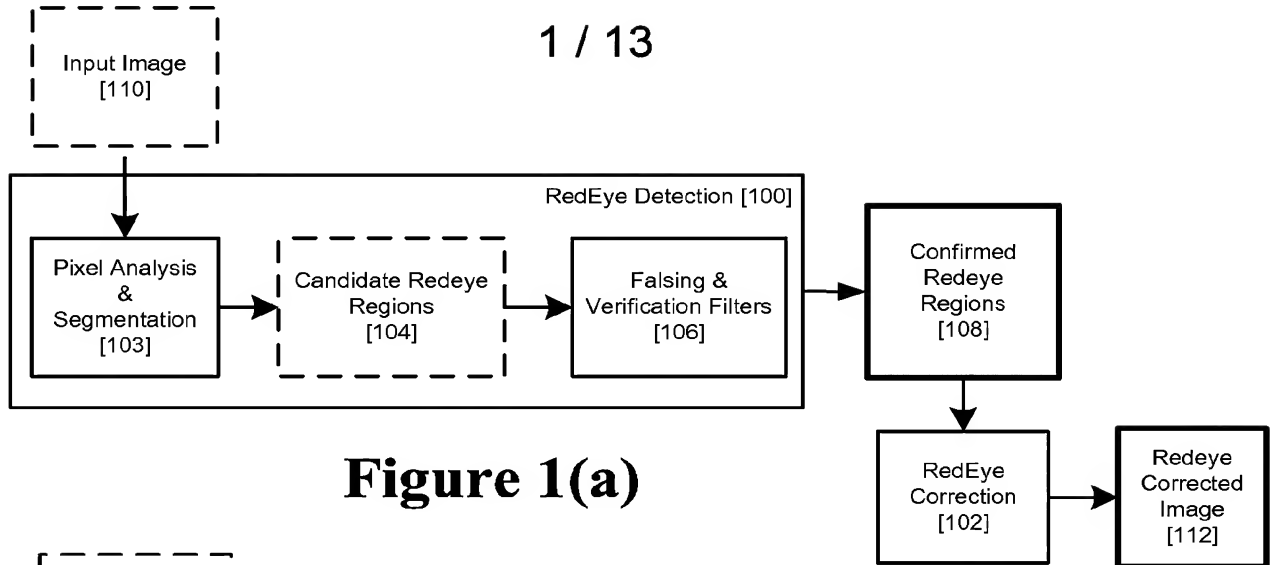 1 / 13
Input Image
[110]
RedEye Detection [100]
Pixel Analysis
&
Segmentation
[103]
Candidate Redeye
Regions
[104]
Falsing &
Verification Filters
[106]
Confirmed
Redeye
Regions
[108]
RedEye
Correction
[102]
Redeye
Corrected
Image
[112]
Figure 1(a)